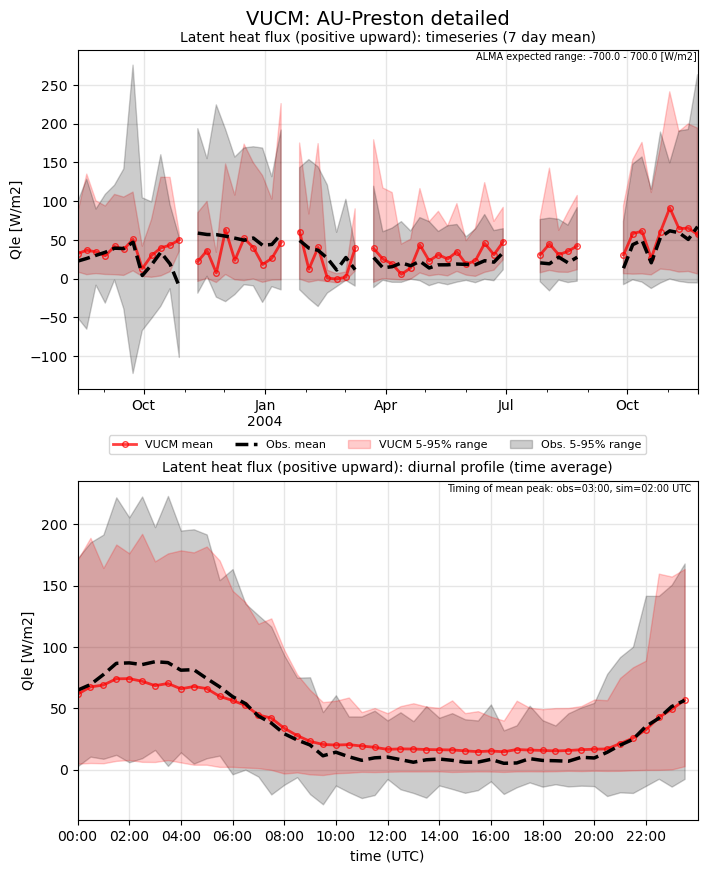 VUCM: AU-Preston detailed
Latent heat flux (positive upward): timeseries (7 day mean)
ALMA expected range: -700.0 - 700.0 [W/m2]
Qle [W/m2]
250
200
150
100
50
0
−50
−100
Oct
Jan
2004
Apr
Jul
Oct
VUCM mean
Obs. mean
VUCM 5-95% range
Obs. 5-95% range
Latent heat flux (positive upward): diurnal profile (time average)
Timing of mean peak: obs=03:00, sim=02:00 UTC
Qle [W/m2]
200
150
100
50
0
00:00 02:00 04:00 06:00 08:00 10:00 12:00 14:00 16:00 18:00 20:00 22:00
time (UTC)